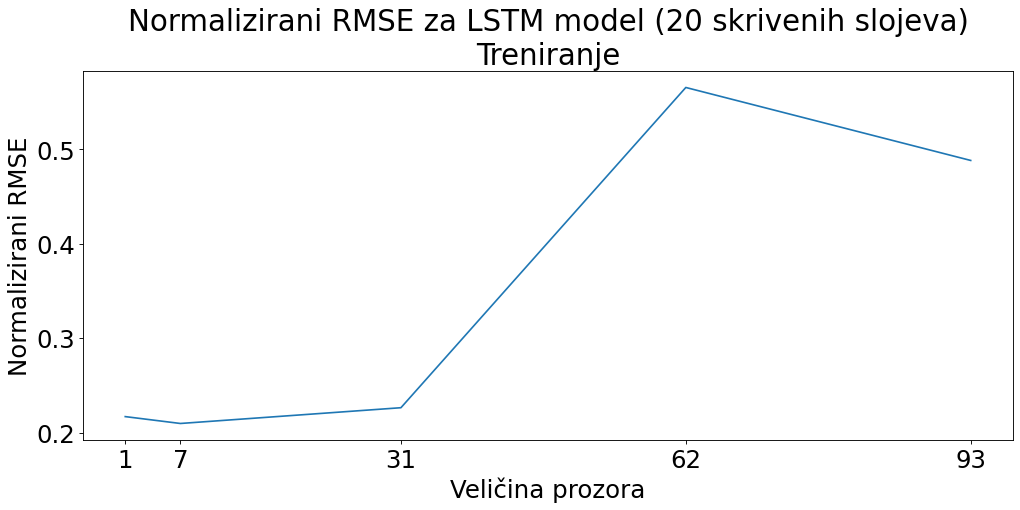 Normalizirani RMSE za LSTM model (20 skrivenih slojeva)
Treniranje
Normalizirani RMSE
0.5
0.4
0.3
0.2
1 7 31 62 93
Veličina prozora